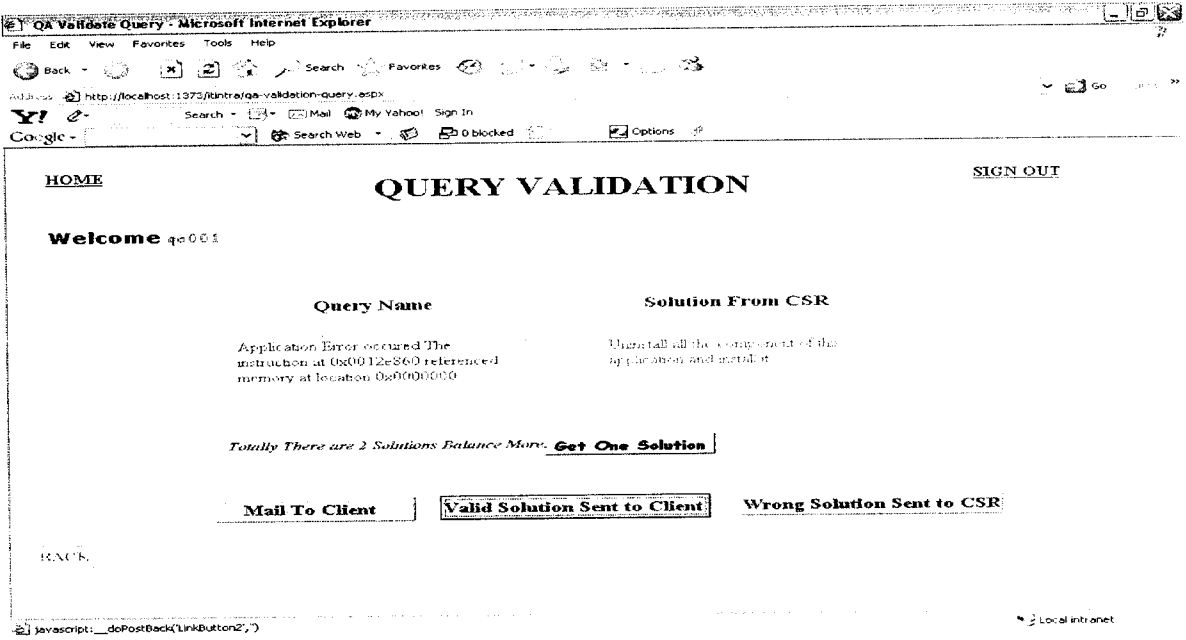 QA Validate Query - Microsoft Internet Explorer
File Edit View Favorites Tools Help
Back Search Favorites
Address http://localhost:1373/itintra/qa-validation-query.aspx Go
Y! Search Mail My Yahoo! Sign In
Google Search Web 0 blocked Options
HOME QUERY VALIDATION SIGN OUT
Welcome qa001
Query Name Solution From CSR
Application Error occured The Uninstall all the component of the
instruction at 0x0012e860 referenced application and install it
memory at location 0x0000000
Totally There are 2 Solutions Balance More. Get One Solution
Mail To Client Valid Solution Sent to Client Wrong Solution Sent to CSR
BACK
javascript:__doPostBack('LinkButton2','') Local intranet